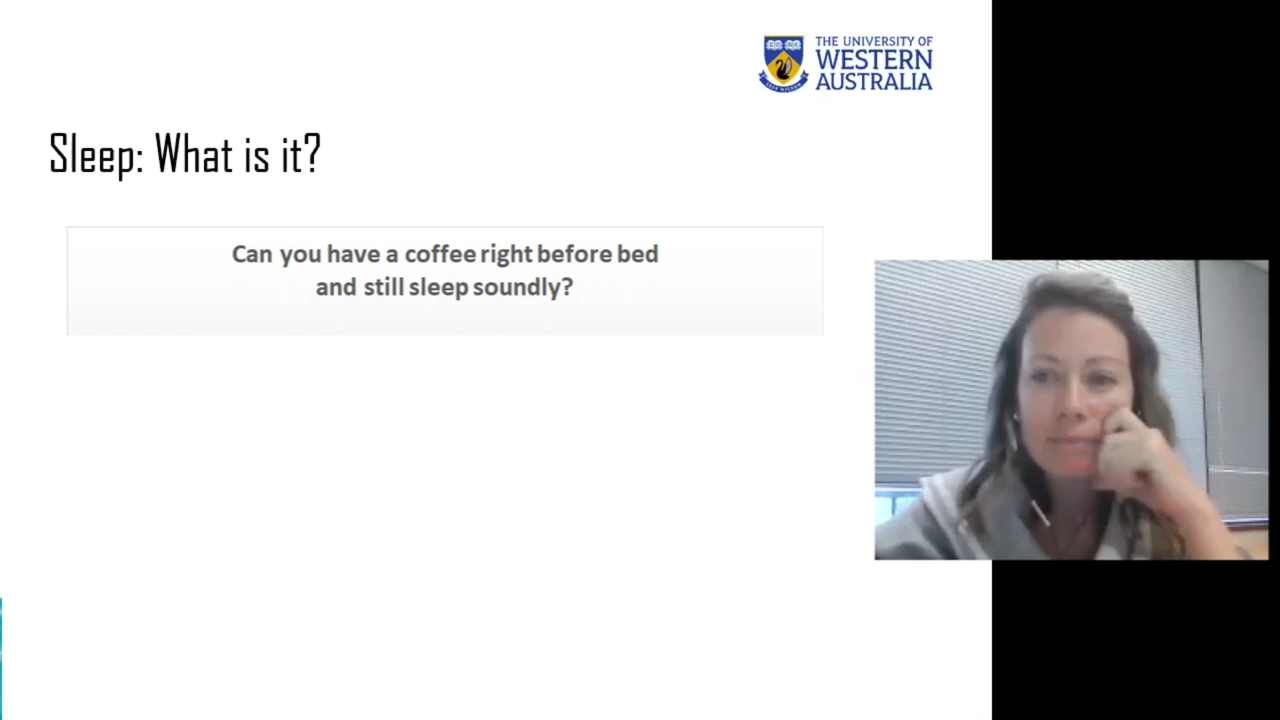 THE UNIVERSITY OF
WESTERN
AUSTRALIA
Sleep: What is it?
Can you have a coffee right before bed
and still sleep soundly?